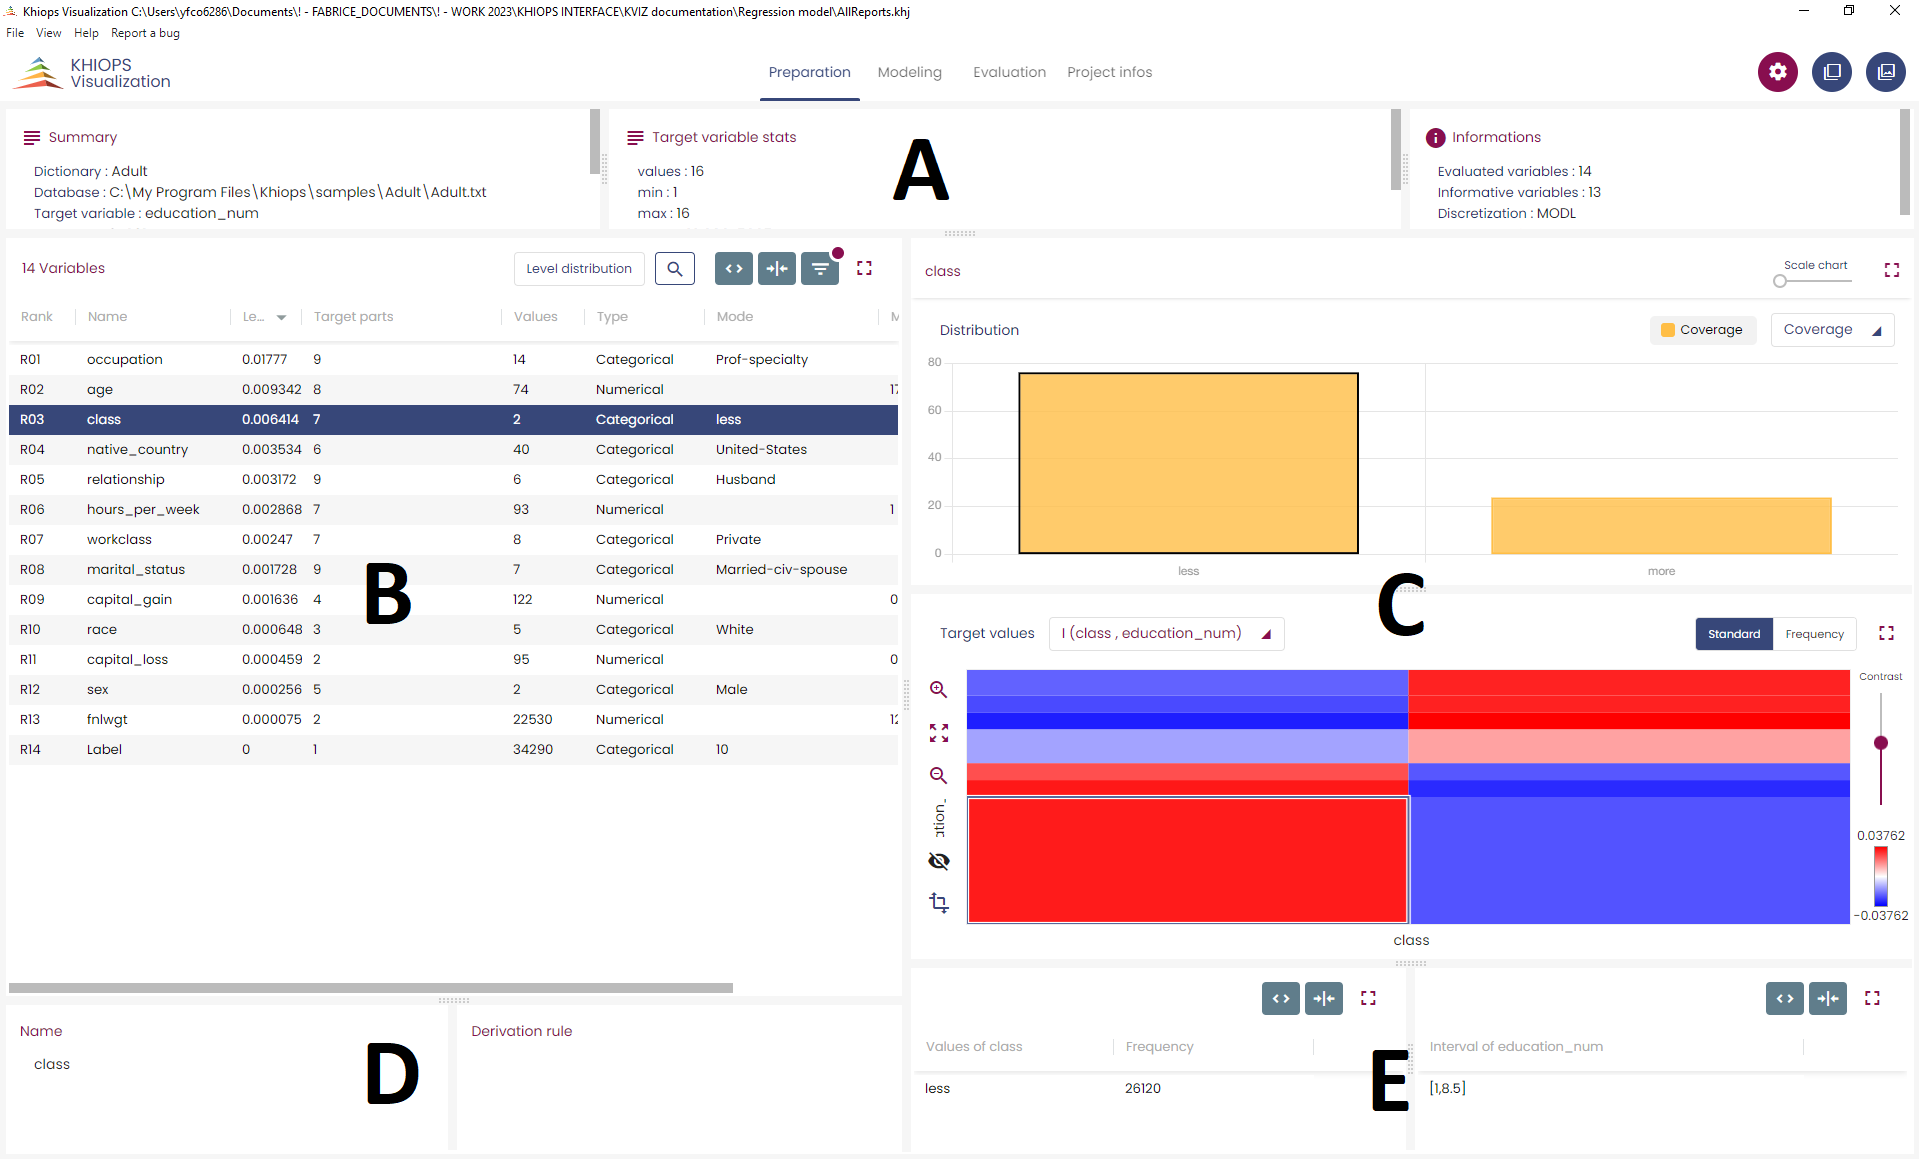 Khiops Visualization C:\Users\yfco6286\Documents\! - FABRICE_DOCUMENTS\! - WORK 2023\KHIOPS INTERFACE\KVIZ documentation\Regression model\AllReports.khj
File View Help Report a bug
KHIOPS
Visualization
Preparation Modeling Evaluation Project infos
Summary
Dictionary : Adult
Database : C:\My Program Files\Khiops\samples\Adult\Adult.txt
Target variable : education_num
Target variable stats
values : 16
min : 1
max : 16
A
Informations
Evaluated variables : 14
Informative variables : 13
Discretization : MODL
14 Variables
Level distribution
Rank Name Le... Target parts Values Type Mode M
R01 occupation 0.01777 9 14 Categorical Prof-specialty
R02 age 0.009342 8 74 Numerical 17
R03 class 0.006414 7 2 Categorical less
R04 native_country 0.003534 6 40 Categorical United-States
R05 relationship 0.003172 9 6 Categorical Husband
R06 hours_per_week 0.002868 7 93 Numerical 1
R07 workclass 0.00247 7 8 Categorical Private
R08 marital_status 0.001728 9 7 Categorical Married-civ-spouse
R09 capital_gain 0.001636 4 122 Numerical 0
R10 race 0.000648 3 5 Categorical White
R11 capital_loss 0.000459 2 95 Numerical 0
R12 sex 0.000256 5 2 Categorical Male
R13 fnlwgt 0.000075 2 22530 Numerical 12
R14 Label 0 1 34290 Categorical 10
B
class
Scale chart
Distribution
Coverage
Coverage
80
60
40
20
0
less more
C
Target values
I (class , education_num)
Standard Frequency
Contrast
ation_
0.03762
-0.03762
class
Name
class
D
Derivation rule
Values of class Frequency
less 26120
E
Interval of education_num
[1,8.5]